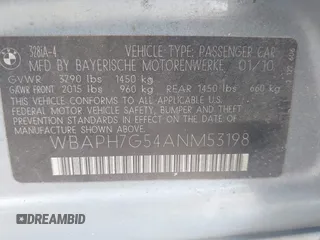 328IA-4 VEHICLE TYPE: PASSENGER CAR
MFD BY BAYERISCHE MOTORENWERKE 01/10
GVWR 3790 lbs 1450 kg
GAWR FRONT 2015 lbs - 960 kg REAR 1450 lbs 660 kg
THIS VEHICLE CONFORMS TO ALL APPLICABLE U.S.
FEDERAL MOTOR VEHICLE SAFETY, BUMPER AND
THEFT PREVENTION STANDARDS IN EFFECT ON THE
DATE OF MANUFACTURE SHOWN ABOVE
WBAPH7G54ANM53198
DREAMBID